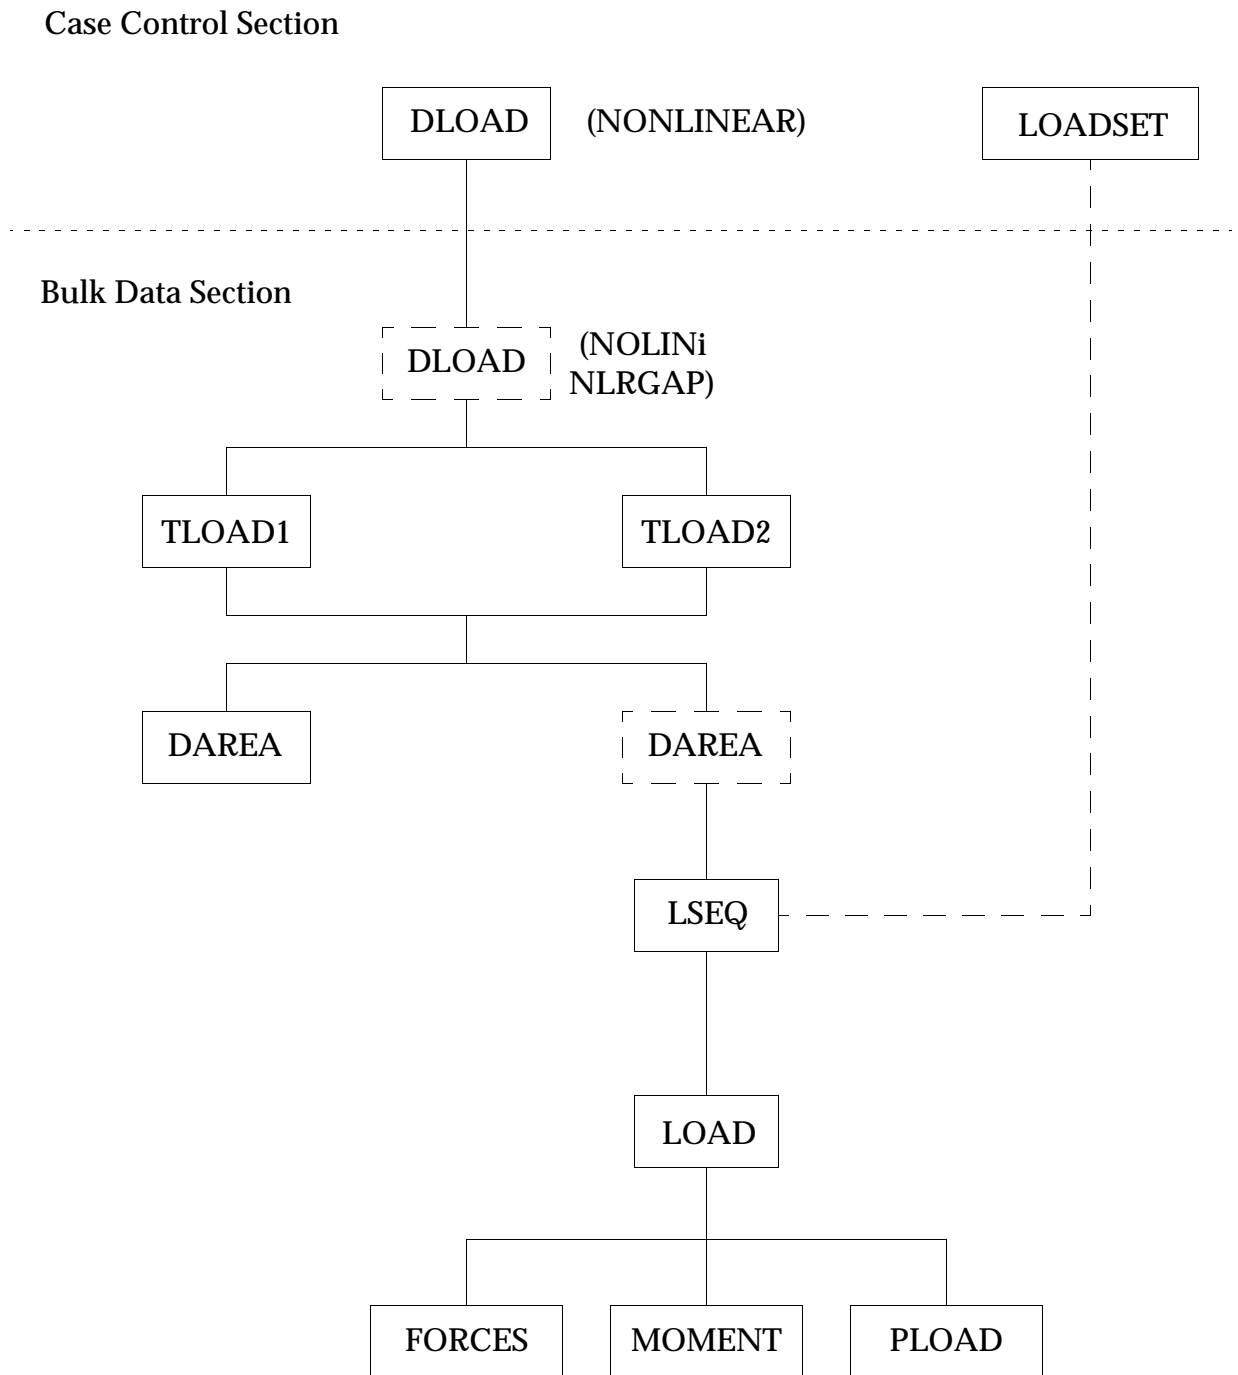 Case Control Section
DLOAD
(NONLINEAR)
LOADSET
Bulk Data Section
DLOAD
(NOLINi
NLRGAP)
TLOAD1
TLOAD2
DAREA
DAREA
LSEQ
LOAD
FORCES
MOMENT
PLOAD